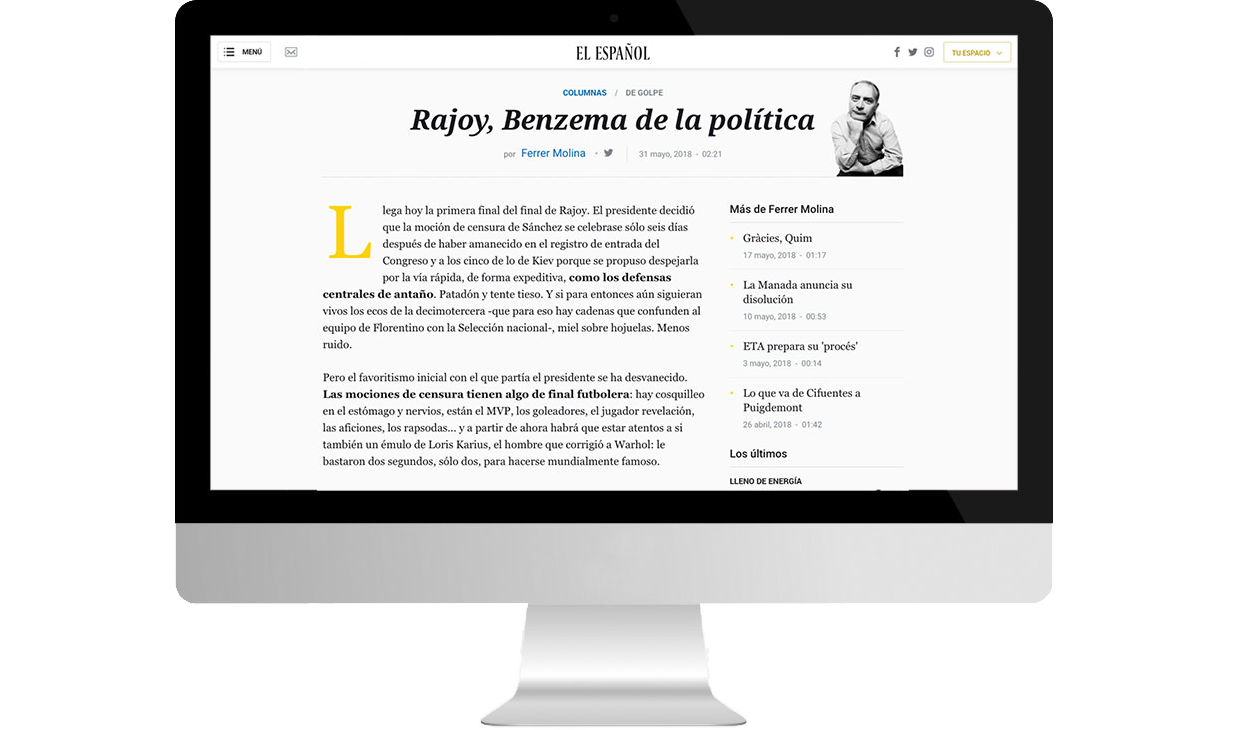 MENÚ
EL ESPAÑOL
TU ESPACIO
COLUMNAS / DE GOLPE
Rajoy, Benzema de la política
por Ferrer Molina
31 mayo, 2018 - 02:21
Llega hoy la primera final del final de Rajoy. El presidente decidió
que la moción de censura de Sánchez se celebrase sólo seis días
después de haber amanecido en el registro de entrada del
Congreso y a los cinco de lo de Kiev porque se propuso despejarla
por la vía rápida, de forma expeditiva, como los defensas
centrales de antaño. Patadón y tente tieso. Y si para entonces aún siguieran
vivos los ecos de la decimotercera -que para eso hay cadenas que confunden al
equipo de Florentino con la Selección nacional-, miel sobre hojuelas. Menos
ruido.
Pero el favoritismo inicial con el que partía el presidente se ha desvanecido.
Las mociones de censura tienen algo de final futbolera: hay cosquilleo
en el estómago y nervios, están el MVP, los goleadores, el jugador revelación,
las aficiones, los rapsodas... y a partir de ahora habrá que estar atentos a si
también un émulo de Loris Karius, el hombre que corrigió a Warhol: le
bastaron dos segundos, sólo dos, para hacerse mundialmente famoso.
Más de Ferrer Molina
Gràcies, Quim
17 mayo, 2018 - 01:17
La Manada anuncia su
disolución
10 mayo, 2018 - 00:53
ETA prepara su 'procés'
3 mayo, 2018 - 00:14
Lo que va de Cifuentes a
Puigdemont
26 abril, 2018 - 01:42
Los últimos
LLENO DE ENERGÍA